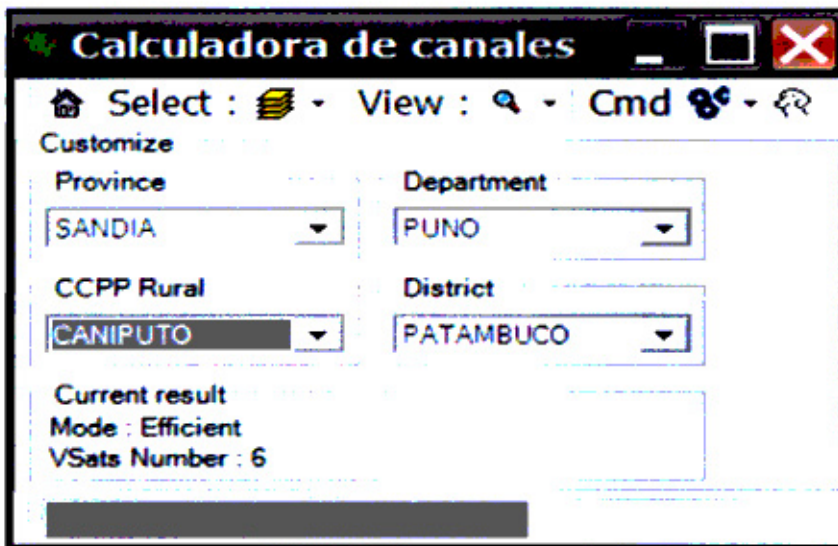 Calculadora de canales
Select : View : Cmd
Customize
Province Department
SANDIA PUNO
CCPP Rural District
CANIPUTO PATAMBUCO
Current result
Mode : Efficient
VSats Number : 6